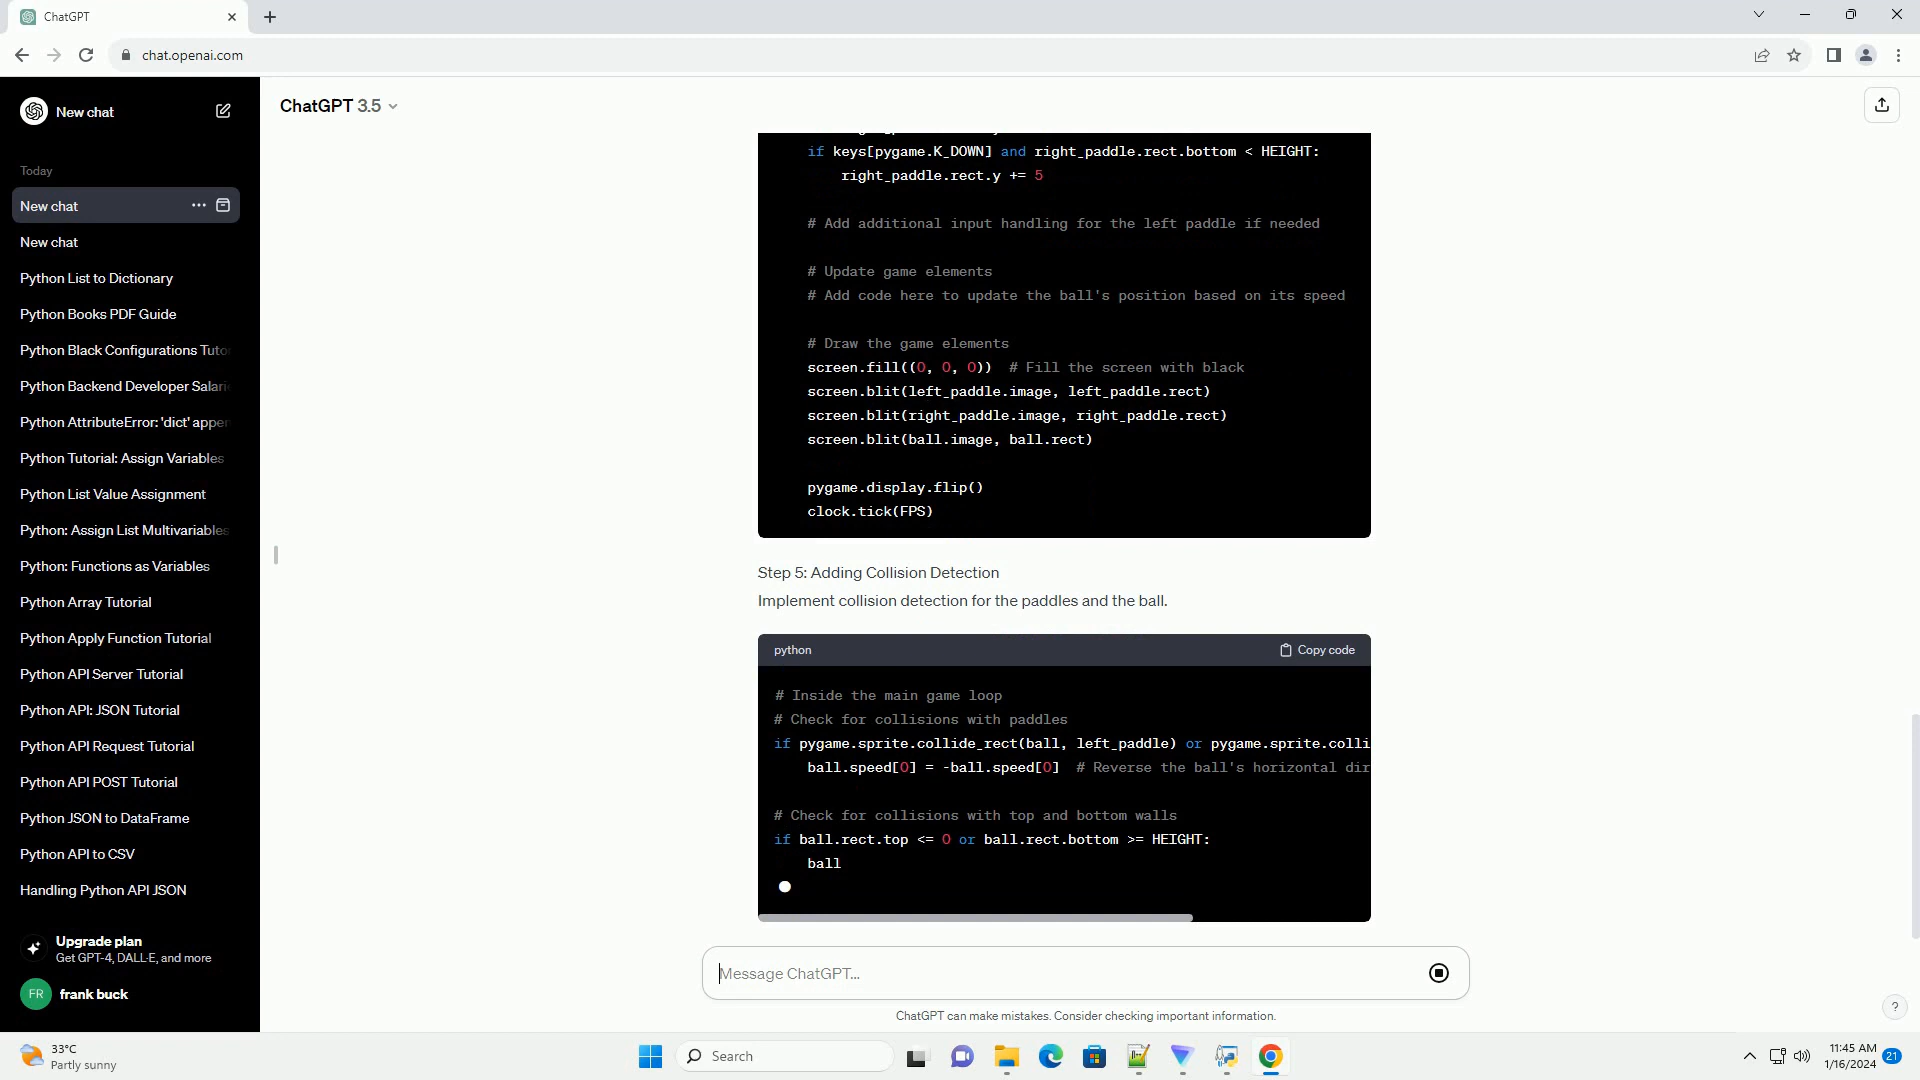 ChatGPT
chat.openai.com
New chat
ChatGPT 3.5
Today
New chat
New chat
Python List to Dictionary
Python Books PDF Guide
Python Black Configurations Tuto
Python Backend Developer Salari
Python AttributeError: 'dict' appen
Python Tutorial: Assign Variables
Python List Value Assignment
Python: Assign List Multivariables
Python: Functions as Variables
Python Array Tutorial
Python Apply Function Tutorial
Python API Server Tutorial
Python API: JSON Tutorial
Python API Request Tutorial
Python API POST Tutorial
Python JSON to DataFrame
Python API to CSV
Handling Python API JSON
Upgrade plan
Get GPT-4, DALL·E, and more
FR frank buck
if keys[pygame.K_DOWN] and right_paddle.rect.bottom < HEIGHT:
right_paddle.rect.y += 5
# Add additional input handling for the left paddle if needed
# Update game elements
# Add code here to update the ball's position based on its speed
# Draw the game elements
screen.fill((0, 0, 0))  # Fill the screen with black
screen.blit(left_paddle.image, left_paddle.rect)
screen.blit(right_paddle.image, right_paddle.rect)
screen.blit(ball.image, ball.rect)
pygame.display.flip()
clock.tick(FPS)
Step 5: Adding Collision Detection
Implement collision detection for the paddles and the ball.
python Copy code
# Inside the main game loop
# Check for collisions with paddles
if pygame.sprite.collide_rect(ball, left_paddle) or pygame.sprite.colli
ball.speed[0] = -ball.speed[0]  # Reverse the ball's horizontal dir
# Check for collisions with top and bottom walls
if ball.rect.top <= 0 or ball.rect.bottom >= HEIGHT:
ball
Message ChatGPT...
ChatGPT can make mistakes. Consider checking important information.
?
33°C
Partly sunny
Search
11:45 AM
1/16/2024
21